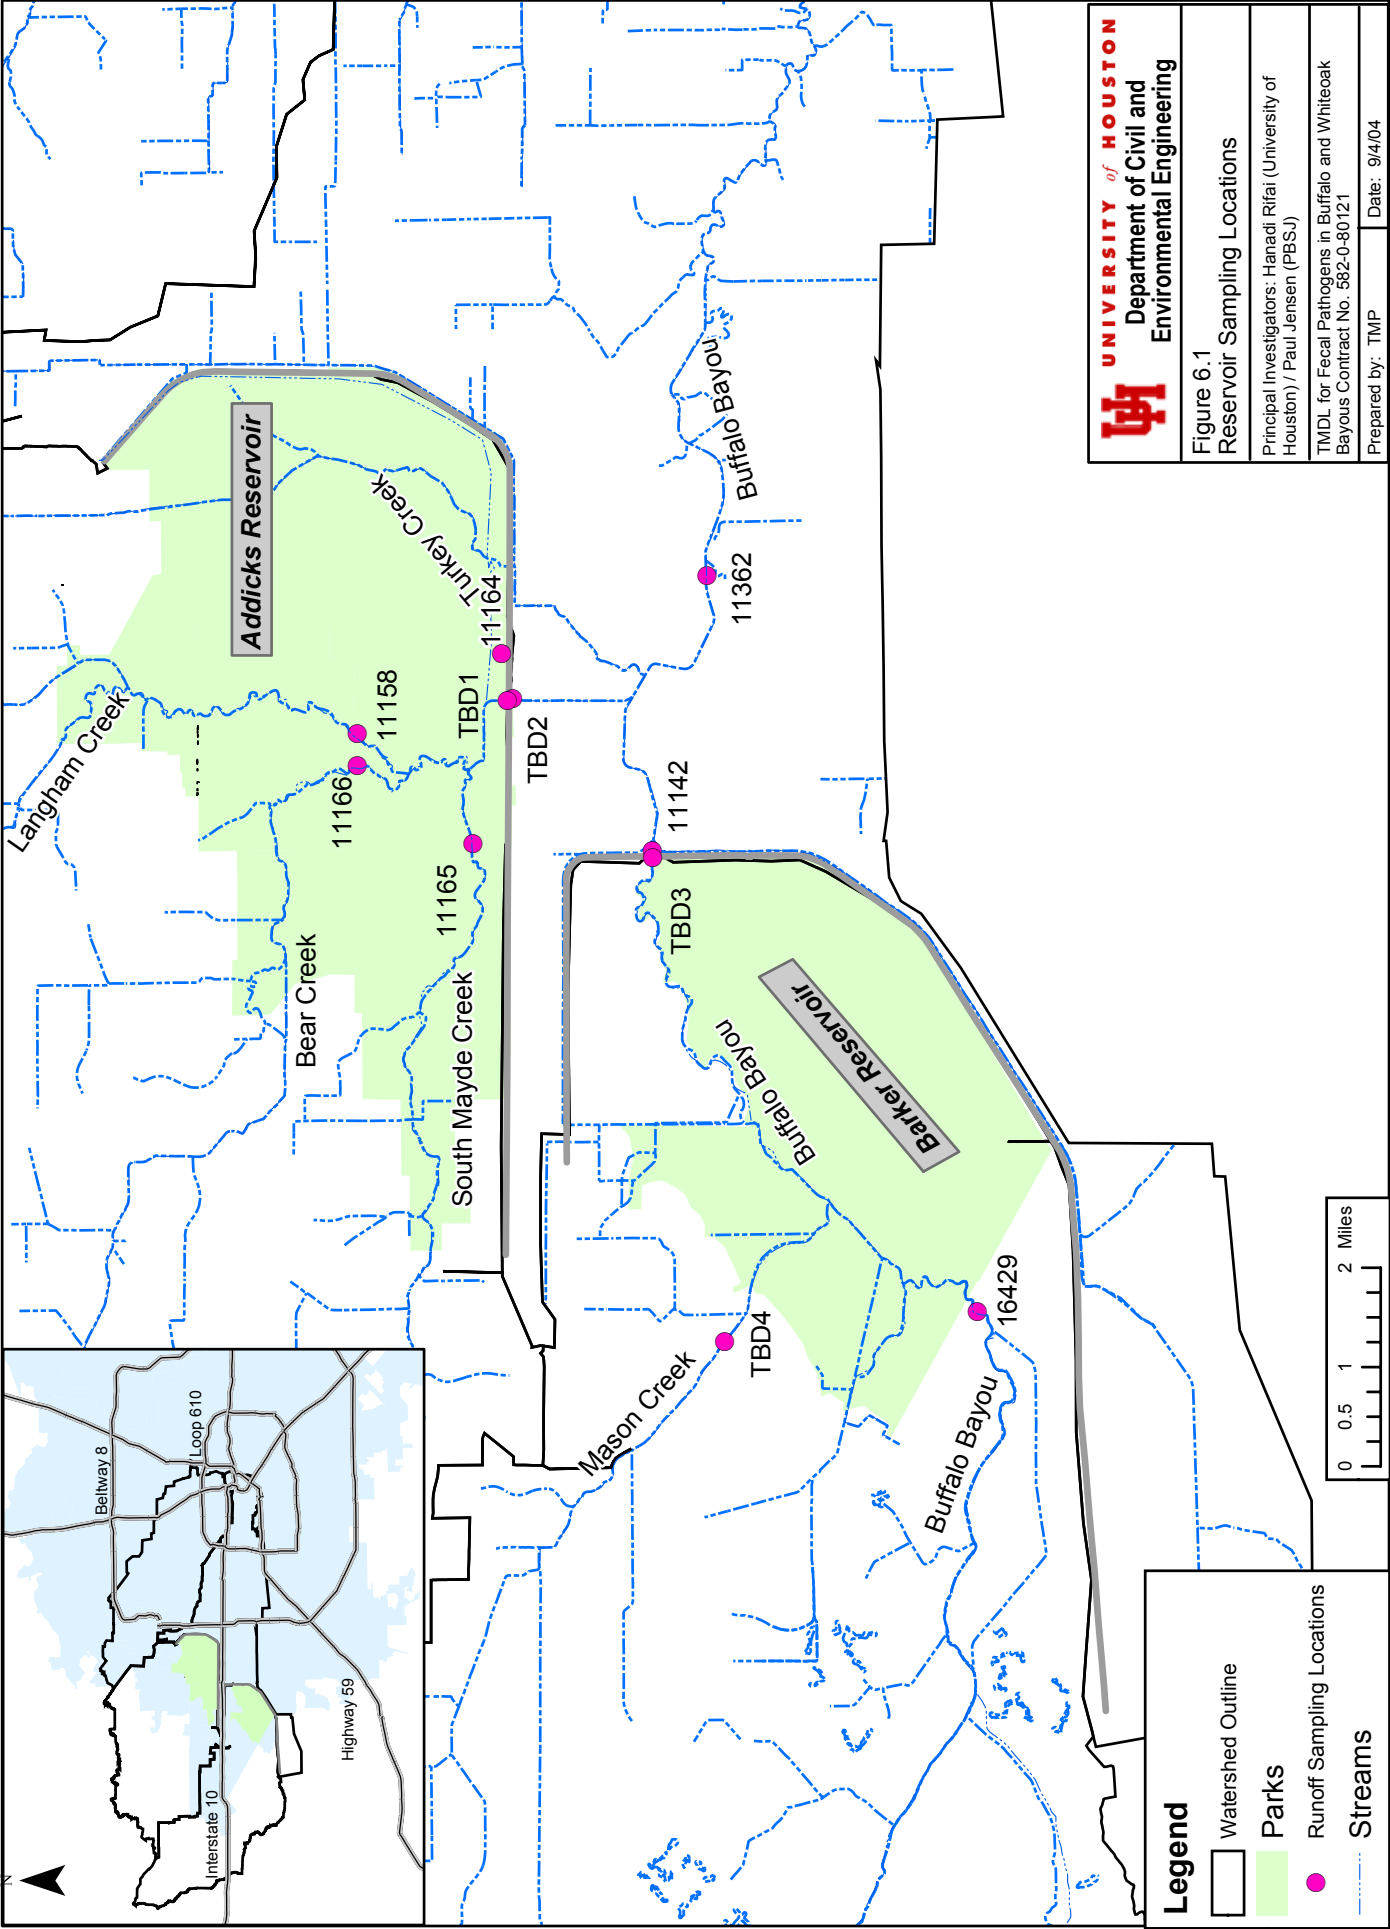 N
Beltway 8
Loop 610
Interstate 10
Highway 59
Langham Creek
Addicks Reservoir
Turkey Creek
11158
11166
11164
TBD1
TBD2
11165
Bear Creek
South Mayde Creek
Buffalo Bayou
11362
11142
TBD3
Buffalo Bayou
Barker Reservoir
Mason Creek
TBD4
16429
Buffalo Bayou
Legend
Watershed Outline
Parks
Runoff Sampling Locations
Streams
0 0.5 1 2 Miles
UH
UNIVERSITY of HOUSTON
Department of Civil and
Environmental Engineering
Figure 6.1
Reservoir Sampling Locations
Principal Investigators: Hanadi Rifai (University of
Houston) / Paul Jensen (PBSJ)
TMDL for Fecal Pathogens in Buffalo and Whiteoak
Bayous Contract No. 582-0-80121
Prepared by: TMP
Date: 9/4/04